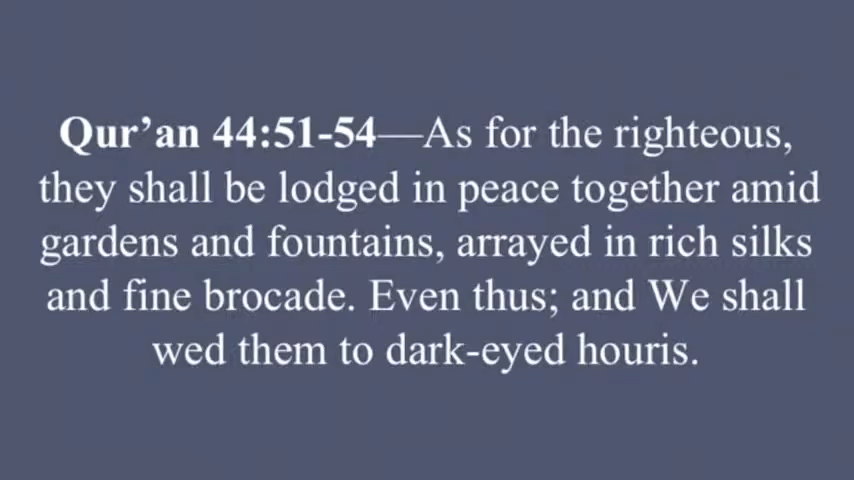 Qur’an 44:51-54—As for the righteous,
they shall be lodged in peace together amid
gardens and fountains, arrayed in rich silks
and fine brocade. Even thus; and We shall
wed them to dark-eyed houris.